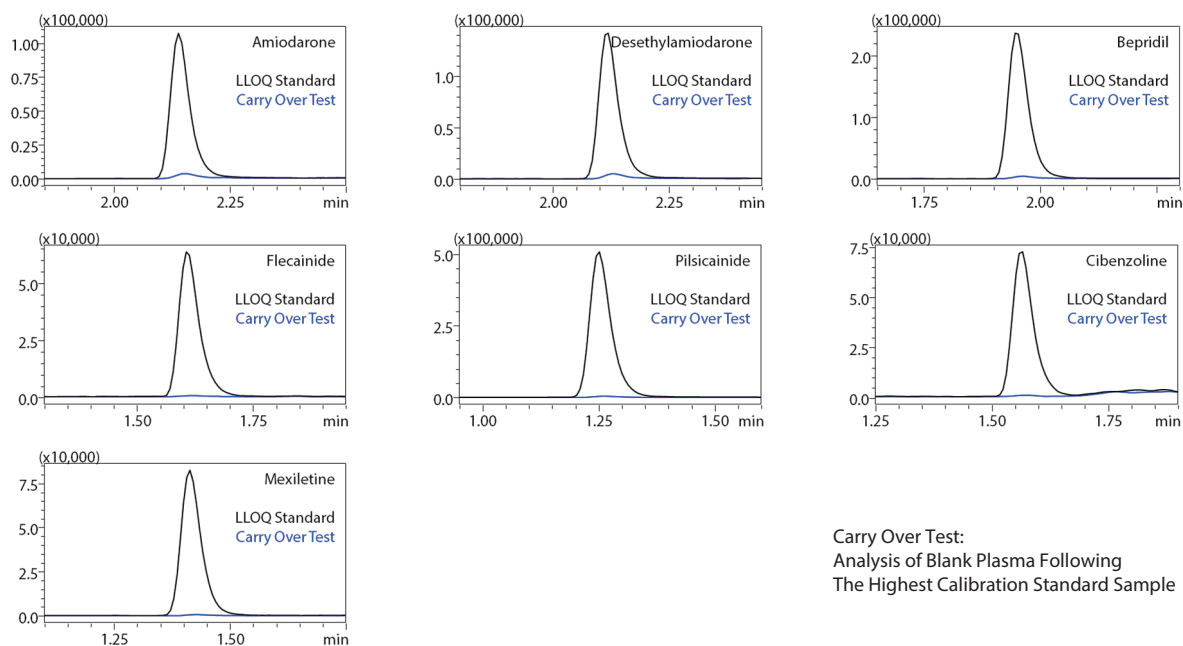 (x100,000)
Amiodarone
LLOQ Standard
Carry Over Test
1.00
0.75
0.50
0.25
0.00
2.00 2.25 min
(x100,000)
Desethylamiodarone
LLOQ Standard
Carry Over Test
1.0
0.5
0.0
2.00 2.25 min
(x100,000)
Bepridil
LLOQ Standard
Carry Over Test
2.0
1.0
0.0
1.75 2.00 min
(x10,000)
Flecainide
LLOQ Standard
Carry Over Test
5.0
2.5
0.0
1.50 1.75 min
(x100,000)
Pilsicainide
LLOQ Standard
Carry Over Test
5.0
2.5
0.0
1.00 1.25 1.50 min
(x10,000)
Cibenzoline
LLOQ Standard
Carry Over Test
7.5
5.0
2.5
0.0
1.25 1.50 1.75 min
(x10,000)
Mexiletine
LLOQ Standard
Carry Over Test
7.5
5.0
2.5
0.0
1.25 1.50 min
Carry Over Test:
Analysis of Blank Plasma Following
The Highest Calibration Standard Sample